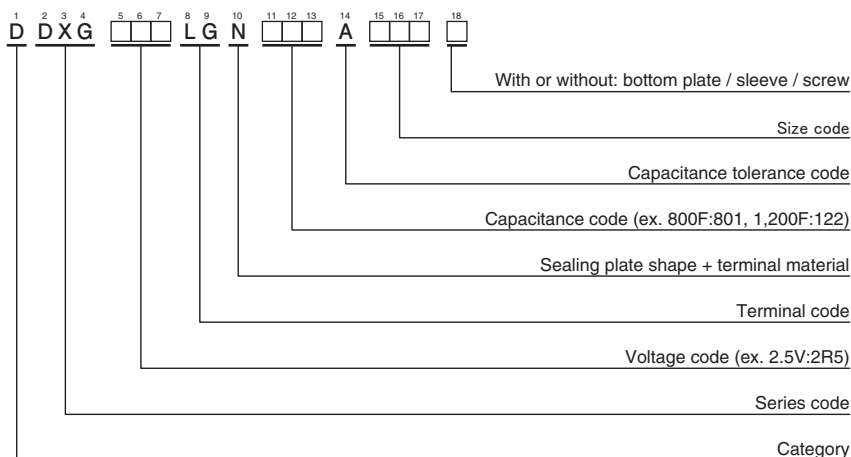 1 2 3 4 5 6 7 8 9 10 11 12 13 14 15 16 17 18
D DXG □□□ LG N □□□ A □□□ □
With or without: bottom plate / sleeve / screw
Size code
Capacitance tolerance code
Capacitance code (ex. 800F:801, 1,200F:122)
Sealing plate shape + terminal material
Terminal code
Voltage code (ex. 2.5V:2R5)
Series code
Category